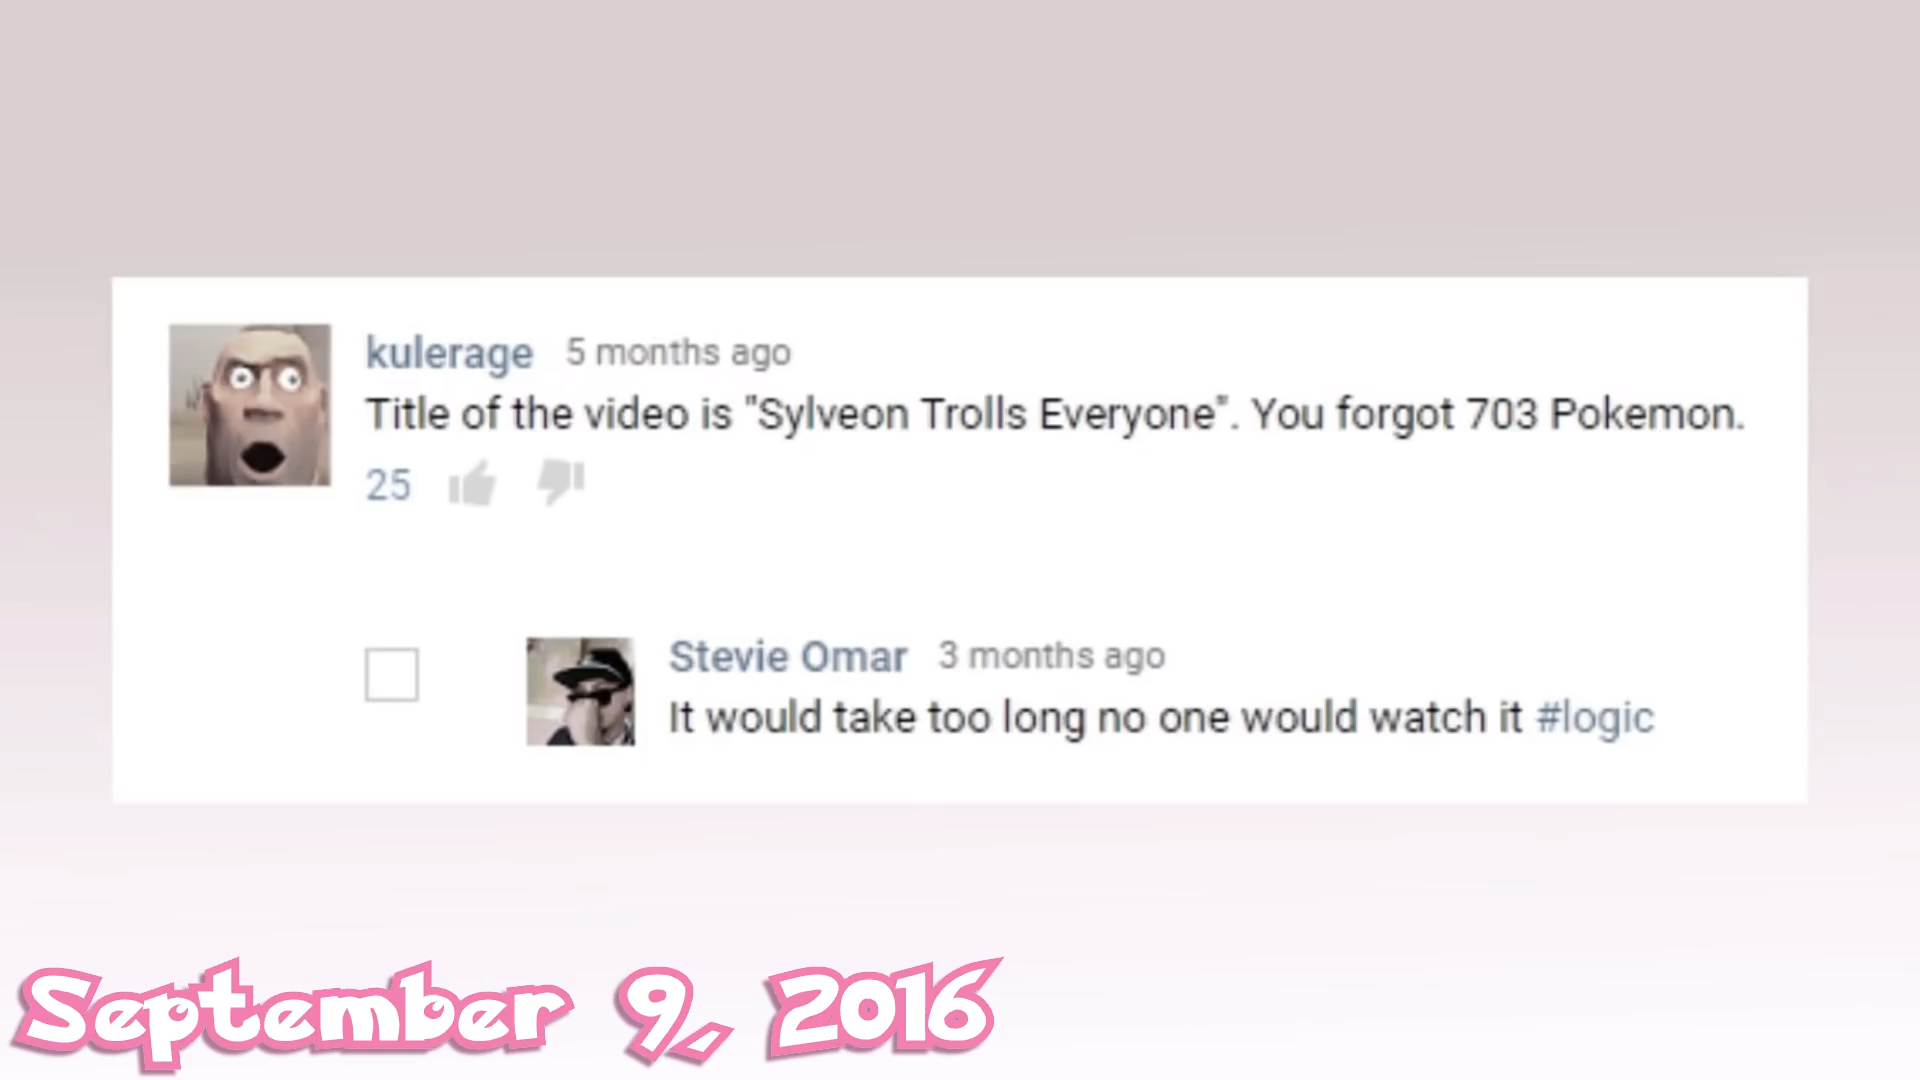 kulerage 5 months ago
Title of the video is "Sylveon Trolls Everyone". You forgot 703 Pokemon.
25
Stevie Omar 3 months ago
It would take too long no one would watch it #logic
September 9, 2016